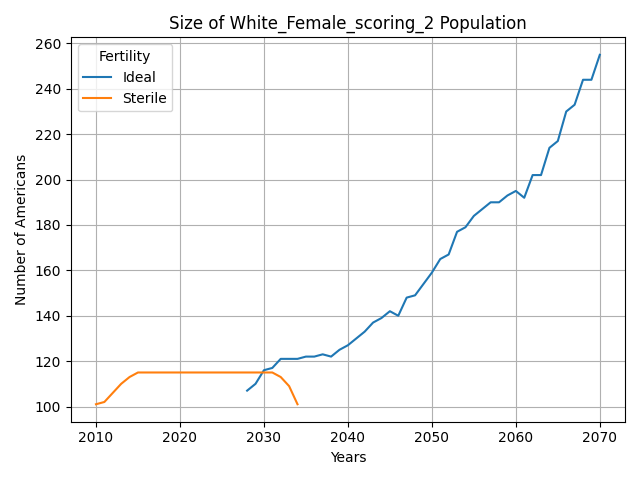 Size of White_Female_scoring_2 Population
Fertility
Ideal
Sterile
Number of Americans
260
240
220
200
180
160
140
120
100
2010 2020 2030 2040 2050 2060 2070
Years